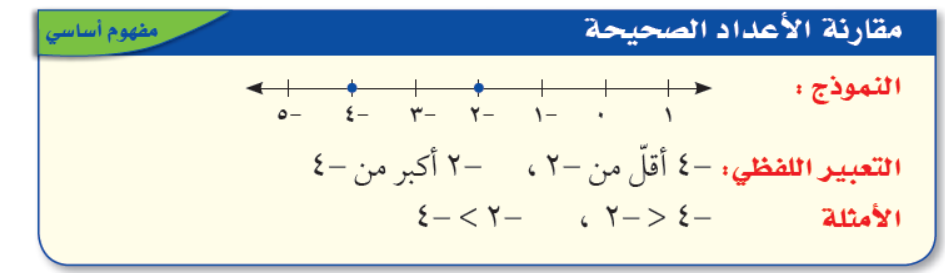 مقارنة الأعداد الصحيحة
مفهوم أساسي
النموذج :
–٥ –٤ –٣ –٢ –١ ٠ ١
التعبير اللفظي: –٤ أقلّ من –٢ ، –٢ أكبر من –٤
الأمثلة –٤ < –٢ ، –٢ > –٤